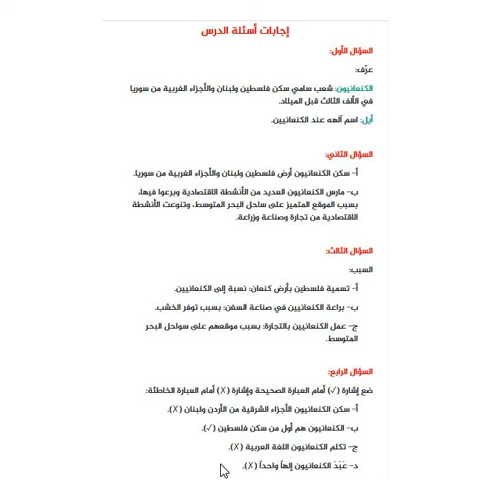 إجابات أسئلة الدرس
السؤال الأول:
عرّف:
الكنعانيون: شعب سامي سكن فلسطين ولبنان والأجزاء الغربية من سوريا
في الألف الثالث قبل الميلاد.
أيل: اسم آلهه عند الكنعانيين.
السؤال الثاني:
أ- سكن الكنعانيون أرض فلسطين ولبنان والأجزاء الغربية من سوريا.
ب- مارس الكنعانيون العديد من الأنشطة الاقتصادية وبرعوا فيها،
بسبب الموقع المتميز على ساحل البحر المتوسط، وتنوعت الأنشطة
الاقتصادية من تجارة وصناعة وزراعة.
السؤال الثالث:
السبب:
أ- تسمية فلسطين بأرض كنعان: نسبة إلى الكنعانيين.
ب- براعة الكنعانيين في صناعة السفن: بسبب توفر الخشب.
ج- عمل الكنعانيين بالتجارة: بسبب موقعهم على سواحل البحر
المتوسط.
السؤال الرابع:
ضع إشارة (√) أمام العبارة الصحيحة وإشارة (X) أمام العبارة الخاطئة:
أ- سكن الكنعانيون الأجزاء الشرقية من الأردن ولبنان (X).
ب- الكنعانيون هم أول من سكن فلسطين (√).
ج- تكلم الكنعانيون اللغة العربية (X).
د- عَبَدَ الكنعانيون إلهاً واحداً (X).